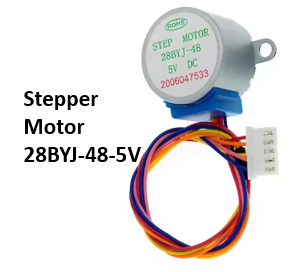 ROHS
STEP MOTOR
28BYJ-48
5V DC
2006047533
Stepper
Motor
28BYJ-48-5V